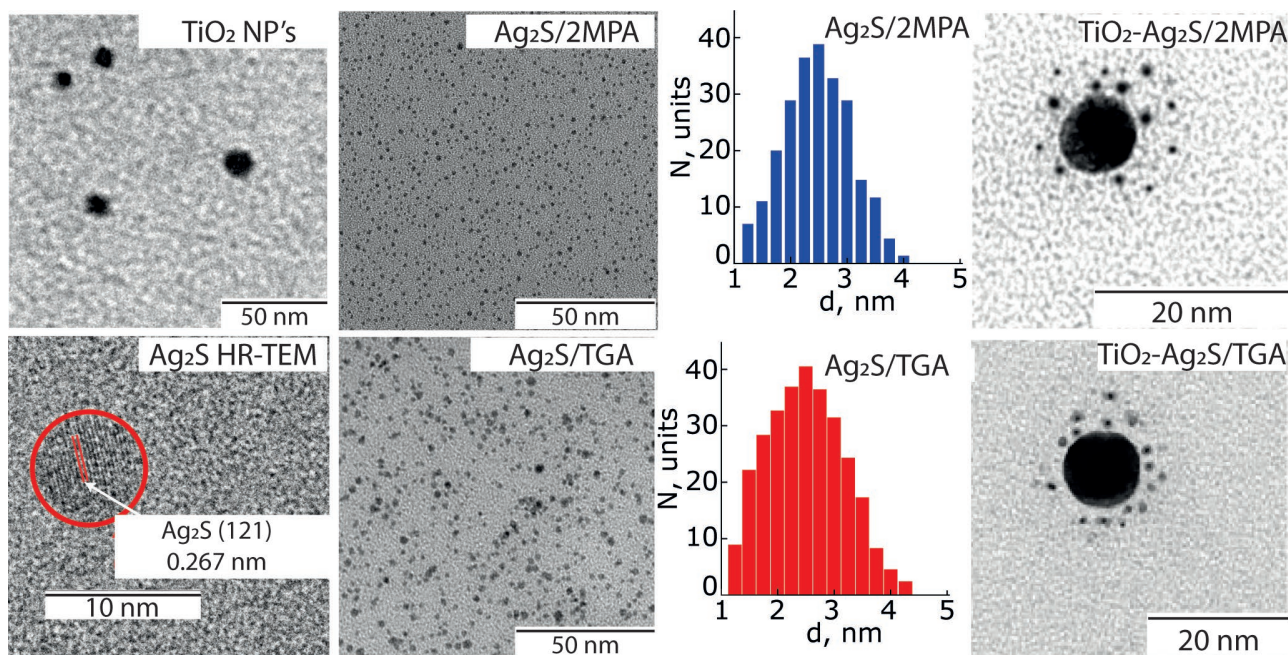 TiO₂ NP's
50 nm
Ag₂S/2MPA
50 nm
Ag₂S/2MPA
N, units
40
30
20
10
0
1 2 3 4 5
d, nm
TiO₂-Ag₂S/2MPA
20 nm
Ag₂S HR-TEM
Ag₂S (121)
0.267 nm
10 nm
Ag₂S/TGA
50 nm
Ag₂S/TGA
N, units
40
30
20
10
0
1 2 3 4 5
d, nm
TiO₂-Ag₂S/TGA
20 nm